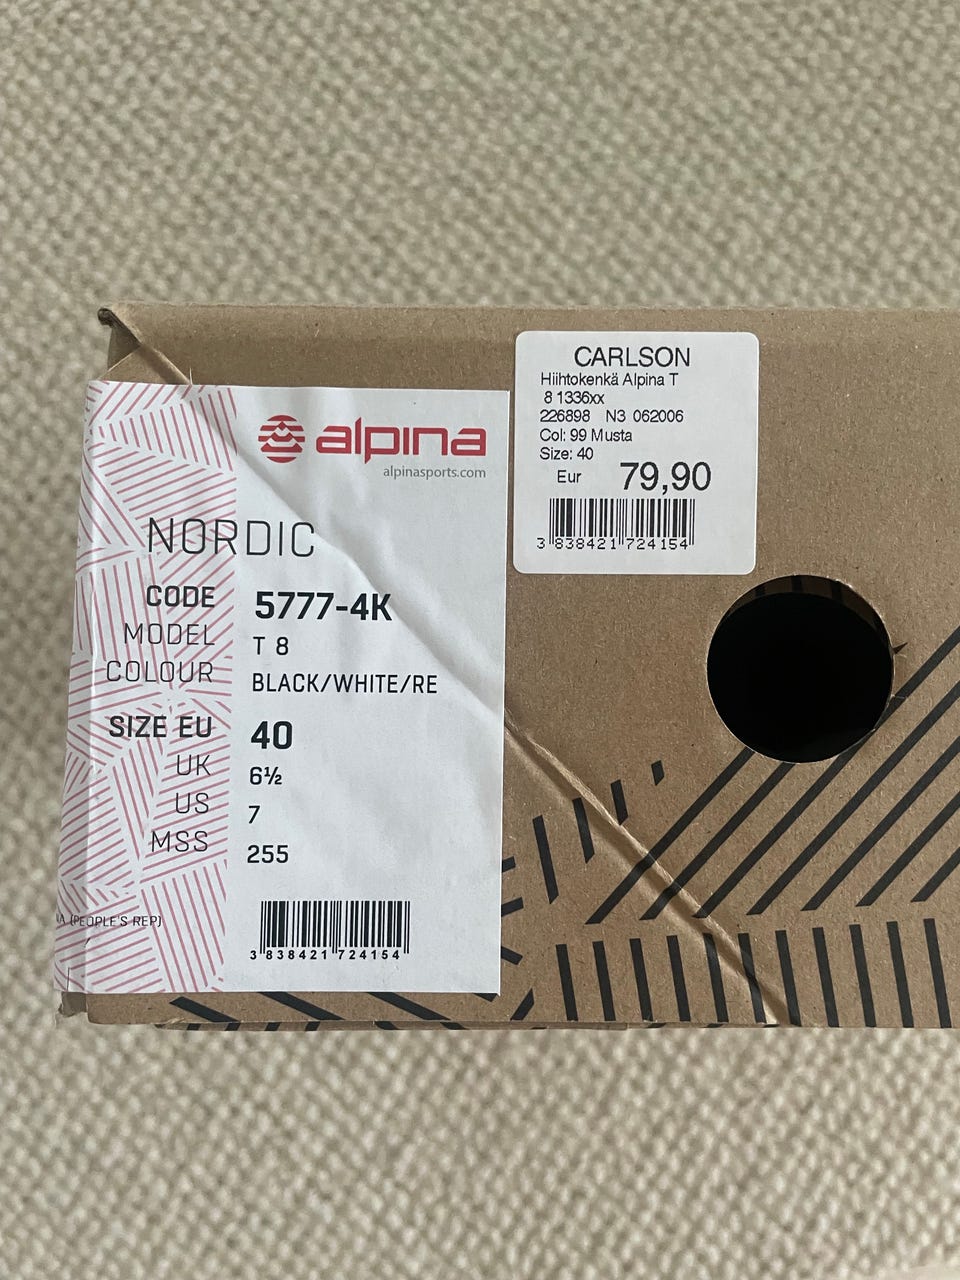 CARLSON
Hiihtokenkä Alpina T
8 1336xx
226898 N3 062006
Col: 99 Musta
Size: 40
Eur 79,90
3 838421 724154
alpina
alpinasports.com
NORDIC
CODE 5777-4K
MODEL T 8
COLOUR BLACK/WHITE/RE
SIZE EU 40
UK 6½
US 7
MSS 255
(PEOPLE'S REP)
3 838421 724154